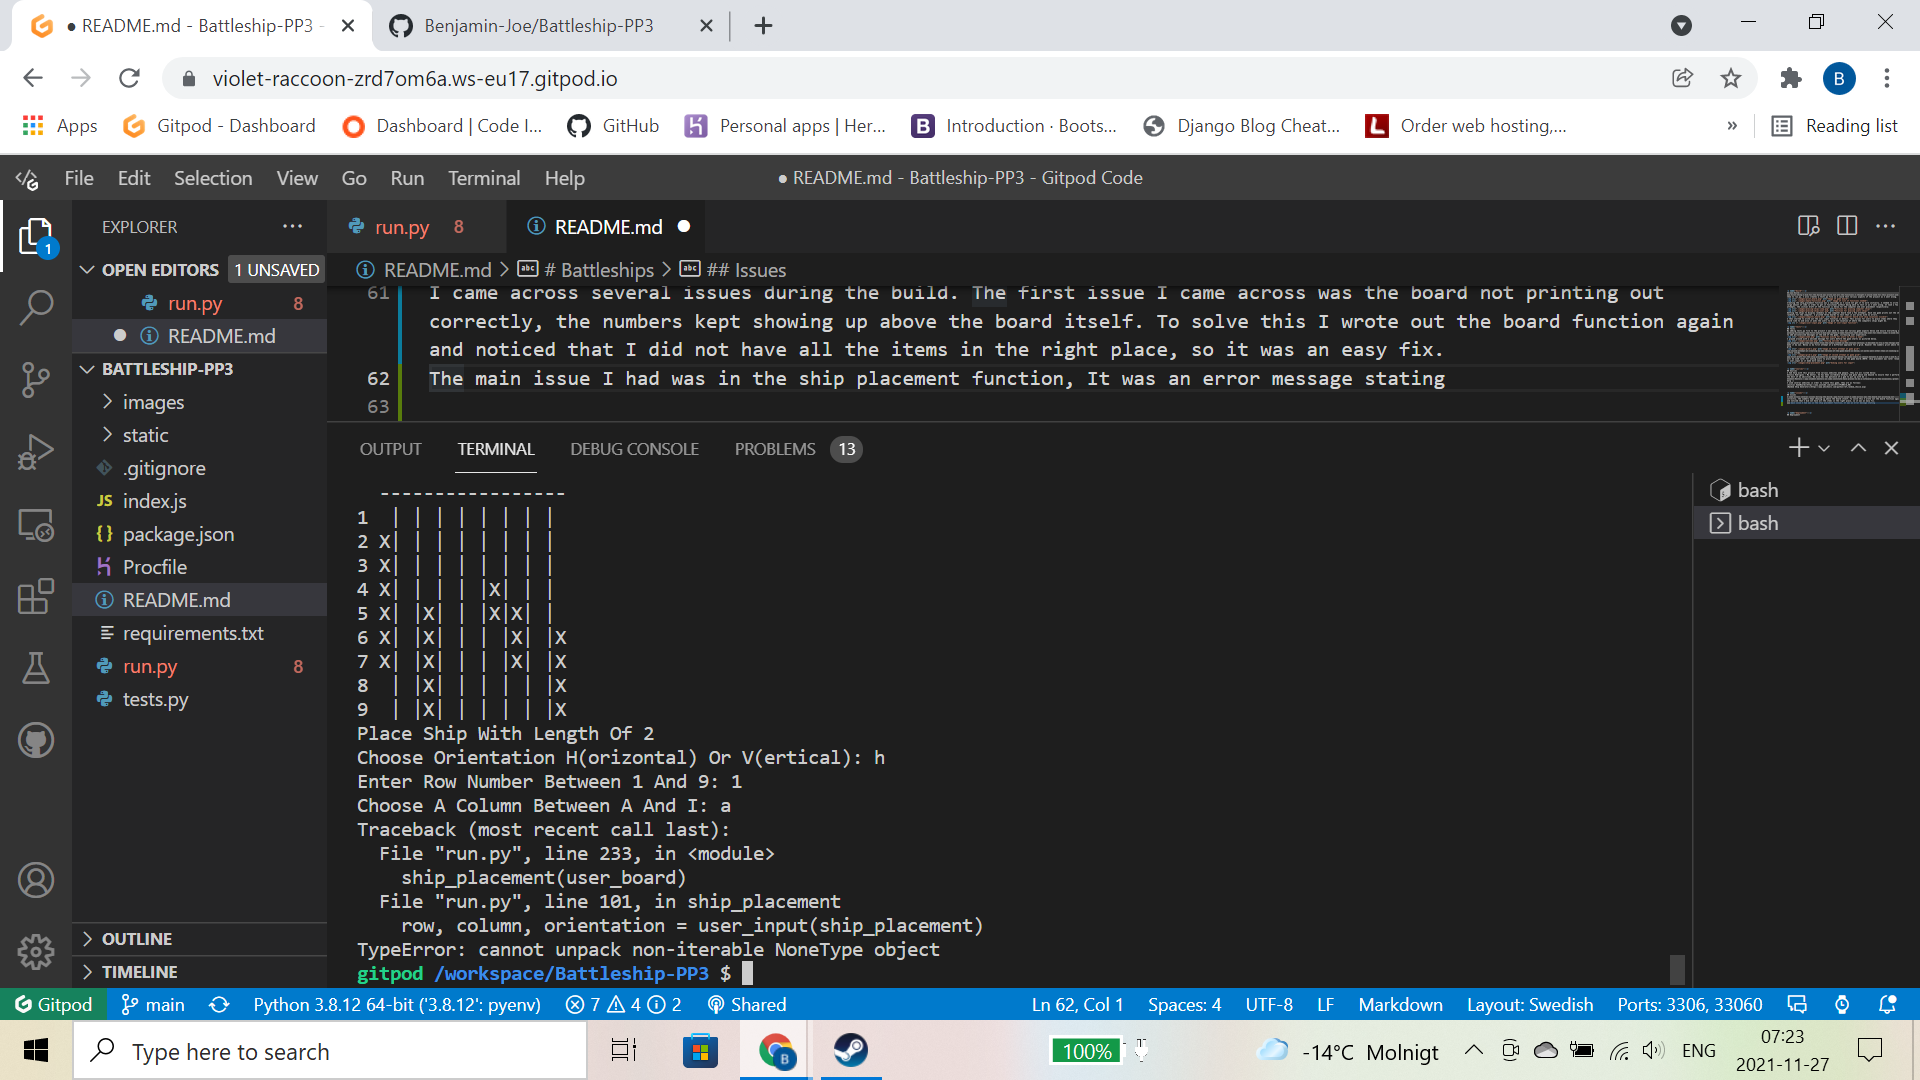 README.md - Battleship-PP3 -
Benjamin-Joe/Battleship-PP3
violet-raccoon-zrd7om6a.ws-eu17.gitpod.io
B
Apps
Gitpod - Dashboard
Dashboard | Code I...
GitHub
Personal apps | Her...
Introduction · Boots...
Django Blog Cheat...
Order web hosting,...
»
Reading list
File Edit Selection View Go Run Terminal Help
● README.md - Battleship-PP3 - Gitpod Code
EXPLORER
run.py 8
README.md
1
OPEN EDITORS 1 UNSAVED
README.md > # Battleships > ## Issues
run.py 8
README.md
BATTLESHIP-PP3
images
static
.gitignore
JS index.js
{} package.json
Procfile
README.md
requirements.txt
run.py 8
tests.py
OUTLINE
TIMELINE
61 I came across several issues during the build. The first issue I came across was the board not printing out
correctly, the numbers kept showing up above the board itself. To solve this I wrote out the board function again
and noticed that I did not have all the items in the right place, so it was an easy fix.
62 The main issue I had was in the ship placement function, It was an error message stating
63
OUTPUT TERMINAL DEBUG CONSOLE PROBLEMS 13
bash
bash
-----------------
1  | | | | | | | |
2 X| | | | | | | |
3 X| | | | | | | |
4 X| | | | |X| | |
5 X| |X| | |X|X| |
6 X| |X| | | |X| |X
7 X| |X| | | |X| |X
8  | |X| | | | | |X
9  | |X| | | | | |X
Place Ship With Length Of 2
Choose Orientation H(orizontal) Or V(ertical): h
Enter Row Number Between 1 And 9: 1
Choose A Column Between A And I: a
Traceback (most recent call last):
File "run.py", line 233, in <module>
ship_placement(user_board)
File "run.py", line 101, in ship_placement
row, column, orientation = user_input(ship_placement)
TypeError: cannot unpack non-iterable NoneType object
gitpod /workspace/Battleship-PP3 $
Gitpod main Python 3.8.12 64-bit ('3.8.12': pyenv) 7 4 2 Shared
Ln 62, Col 1 Spaces: 4 UTF-8 LF Markdown Layout: Swedish Ports: 3306, 33060
Type here to search
B
100%
-14°C Molnigt
ENG
07:23
2021-11-27